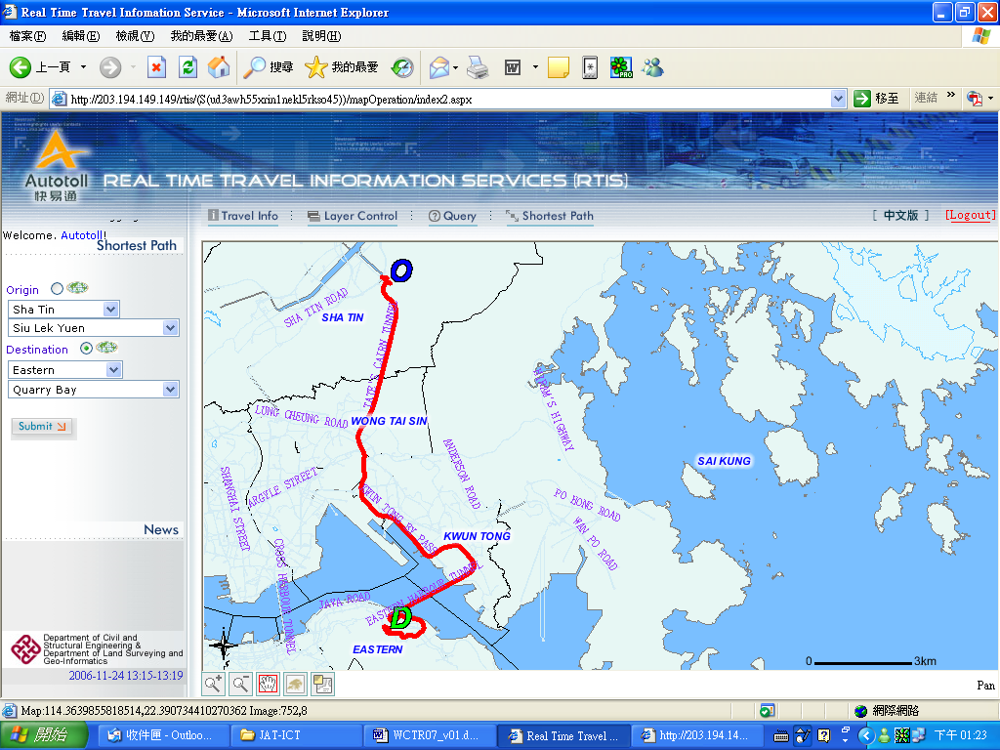 Real Time Travel Infomation Service - Microsoft Internet Explorer
檔案(F) 編輯(E) 檢視(V) 我的最愛(A) 工具(T) 說明(H)
上一頁 搜尋 我的最愛
網址(D) http://203.194.149.149/rtis/(S(ud3awh55xrin1nekl5rkso45))/mapOperation/index2.aspx 移至 連結 »
Autotoll
快易通
REAL TIME TRAVEL INFORMATION SERVICES (RTIS)
Travel Info Layer Control Query Shortest Path [ 中文版 ] [Logout]
Welcome. Autotoll!
Shortest Path
Origin
Sha Tin
Siu Lek Yuen
Destination
Eastern
Quarry Bay
Submit
News
Department of Civil and
Structural Engineering &
Department of Land Surveying and
Geo-Informatics
2006-11-24 13:15-13:19
O
SHA TIN ROAD
SHA TIN
TATE'S CAIRN TUNNEL
LUNG CHEUNG ROAD
WONG TAI SIN
HIRAM'S HIGHWAY
SAI KUNG
ANDERSON ROAD
SHANGHAI STREET
ARGYLE STREET
KWUN TONG BY PASS
PO HONG ROAD
WAN PO ROAD
KWUN TONG
CROSS HARBOUR TUNNEL
JAVA ROAD
EASTERN HARBOUR TUNNEL
D
EASTERN
0 3km
Pan
Map:114.3639855818514,22.390734410270362 Image:752,8 網際網路
開始 收件匣 - Outloo... JAT-ICT WCTR07_v01.d... Real Time Travel ... http://203.194.14... 下午 01:23